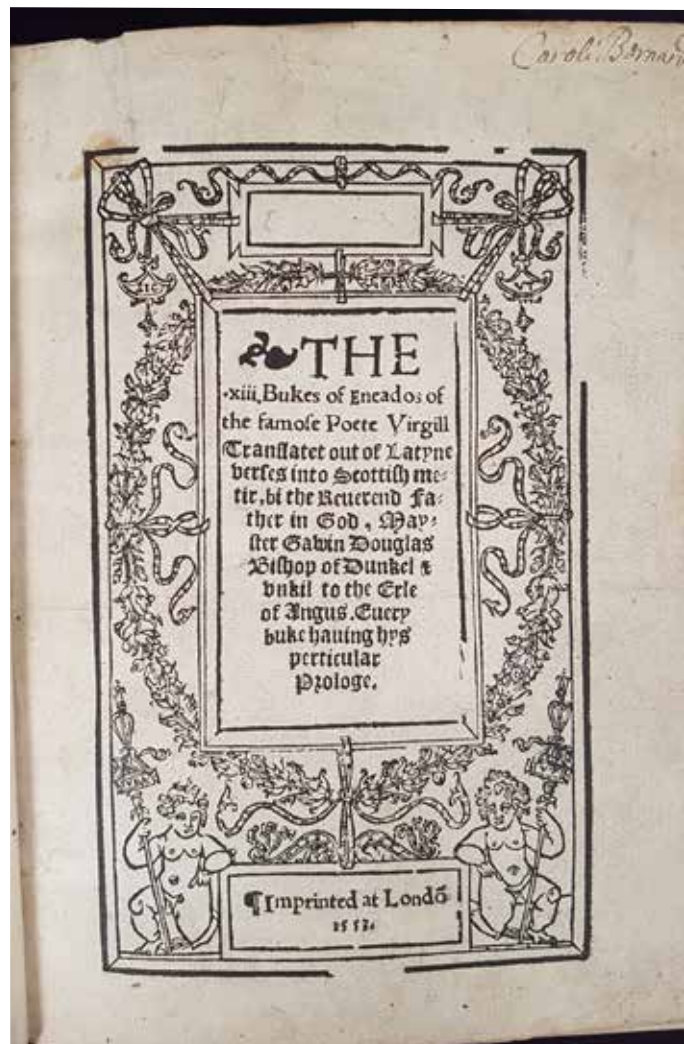 Caroli Bernard
THE
.xiii. Bukes of Eneados of
the famose Poete Virgill
Translatet out of Latyne
verses into Scottish me⸗
tir, bi the Reuerend Fa⸗
ther in God, May⸗
ster Gawin Douglas
Bishop of Dunkel &
vnkil to the Erle
of Angus. Euery
buke hauing hys
perticular
Prologe.
¶Imprinted at Londō
1553.